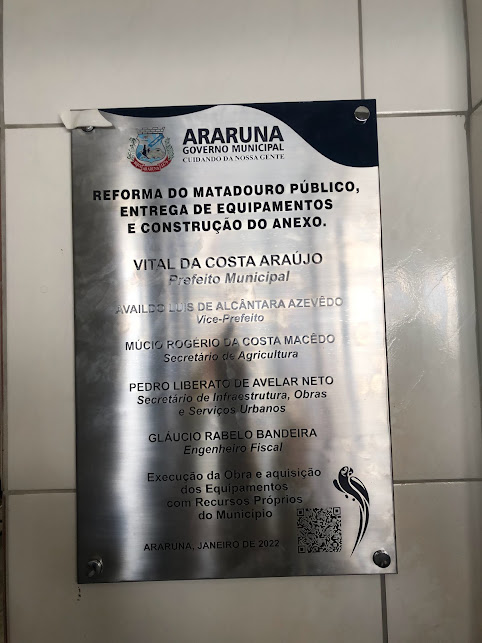 ARARUNA
GOVERNO MUNICIPAL
CUIDANDO DA NOSSA GENTE
REFORMA DO MATADOURO PÚBLICO,
ENTREGA DE EQUIPAMENTOS
E CONSTRUÇÃO DO ANEXO.
VITAL DA COSTA ARAÚJO
Prefeito Municipal
AVAILDO LUIS DE ALCÂNTARA AZEVÊDO
Vice-Prefeito
MÚCIO ROGÉRIO DA COSTA MACÊDO
Secretário de Agricultura
PEDRO LIBERATO DE AVELAR NETO
Secretário de Infraestrutura, Obras
e Serviços Urbanos
GLÁUCIO RABELO BANDEIRA
Engenheiro Fiscal
Execução da Obra e aquisição
dos Equipamentos
com Recursos Próprios
do Município
ARARUNA, JANEIRO DE 2022